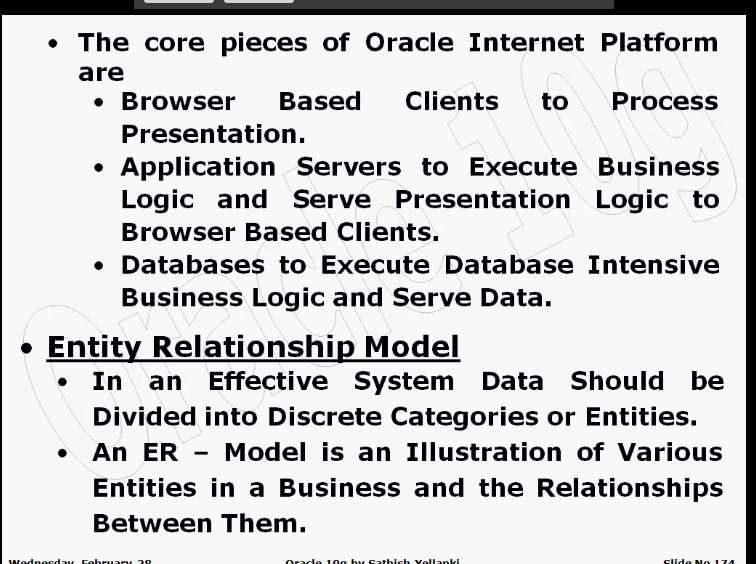 • The core pieces of Oracle Internet Platform
are
• Browser Based Clients to Process
Presentation.
• Application Servers to Execute Business
Logic and Serve Presentation Logic to
Browser Based Clients.
• Databases to Execute Database Intensive
Business Logic and Serve Data.
• Entity Relationship Model
• In an Effective System Data Should be
Divided into Discrete Categories or Entities.
• An ER – Model is an Illustration of Various
Entities in a Business and the Relationships
Between Them.
Oracle 10g
Wednesday, February 28 Oracle 10g by Sathish Yellanki Slide No 174